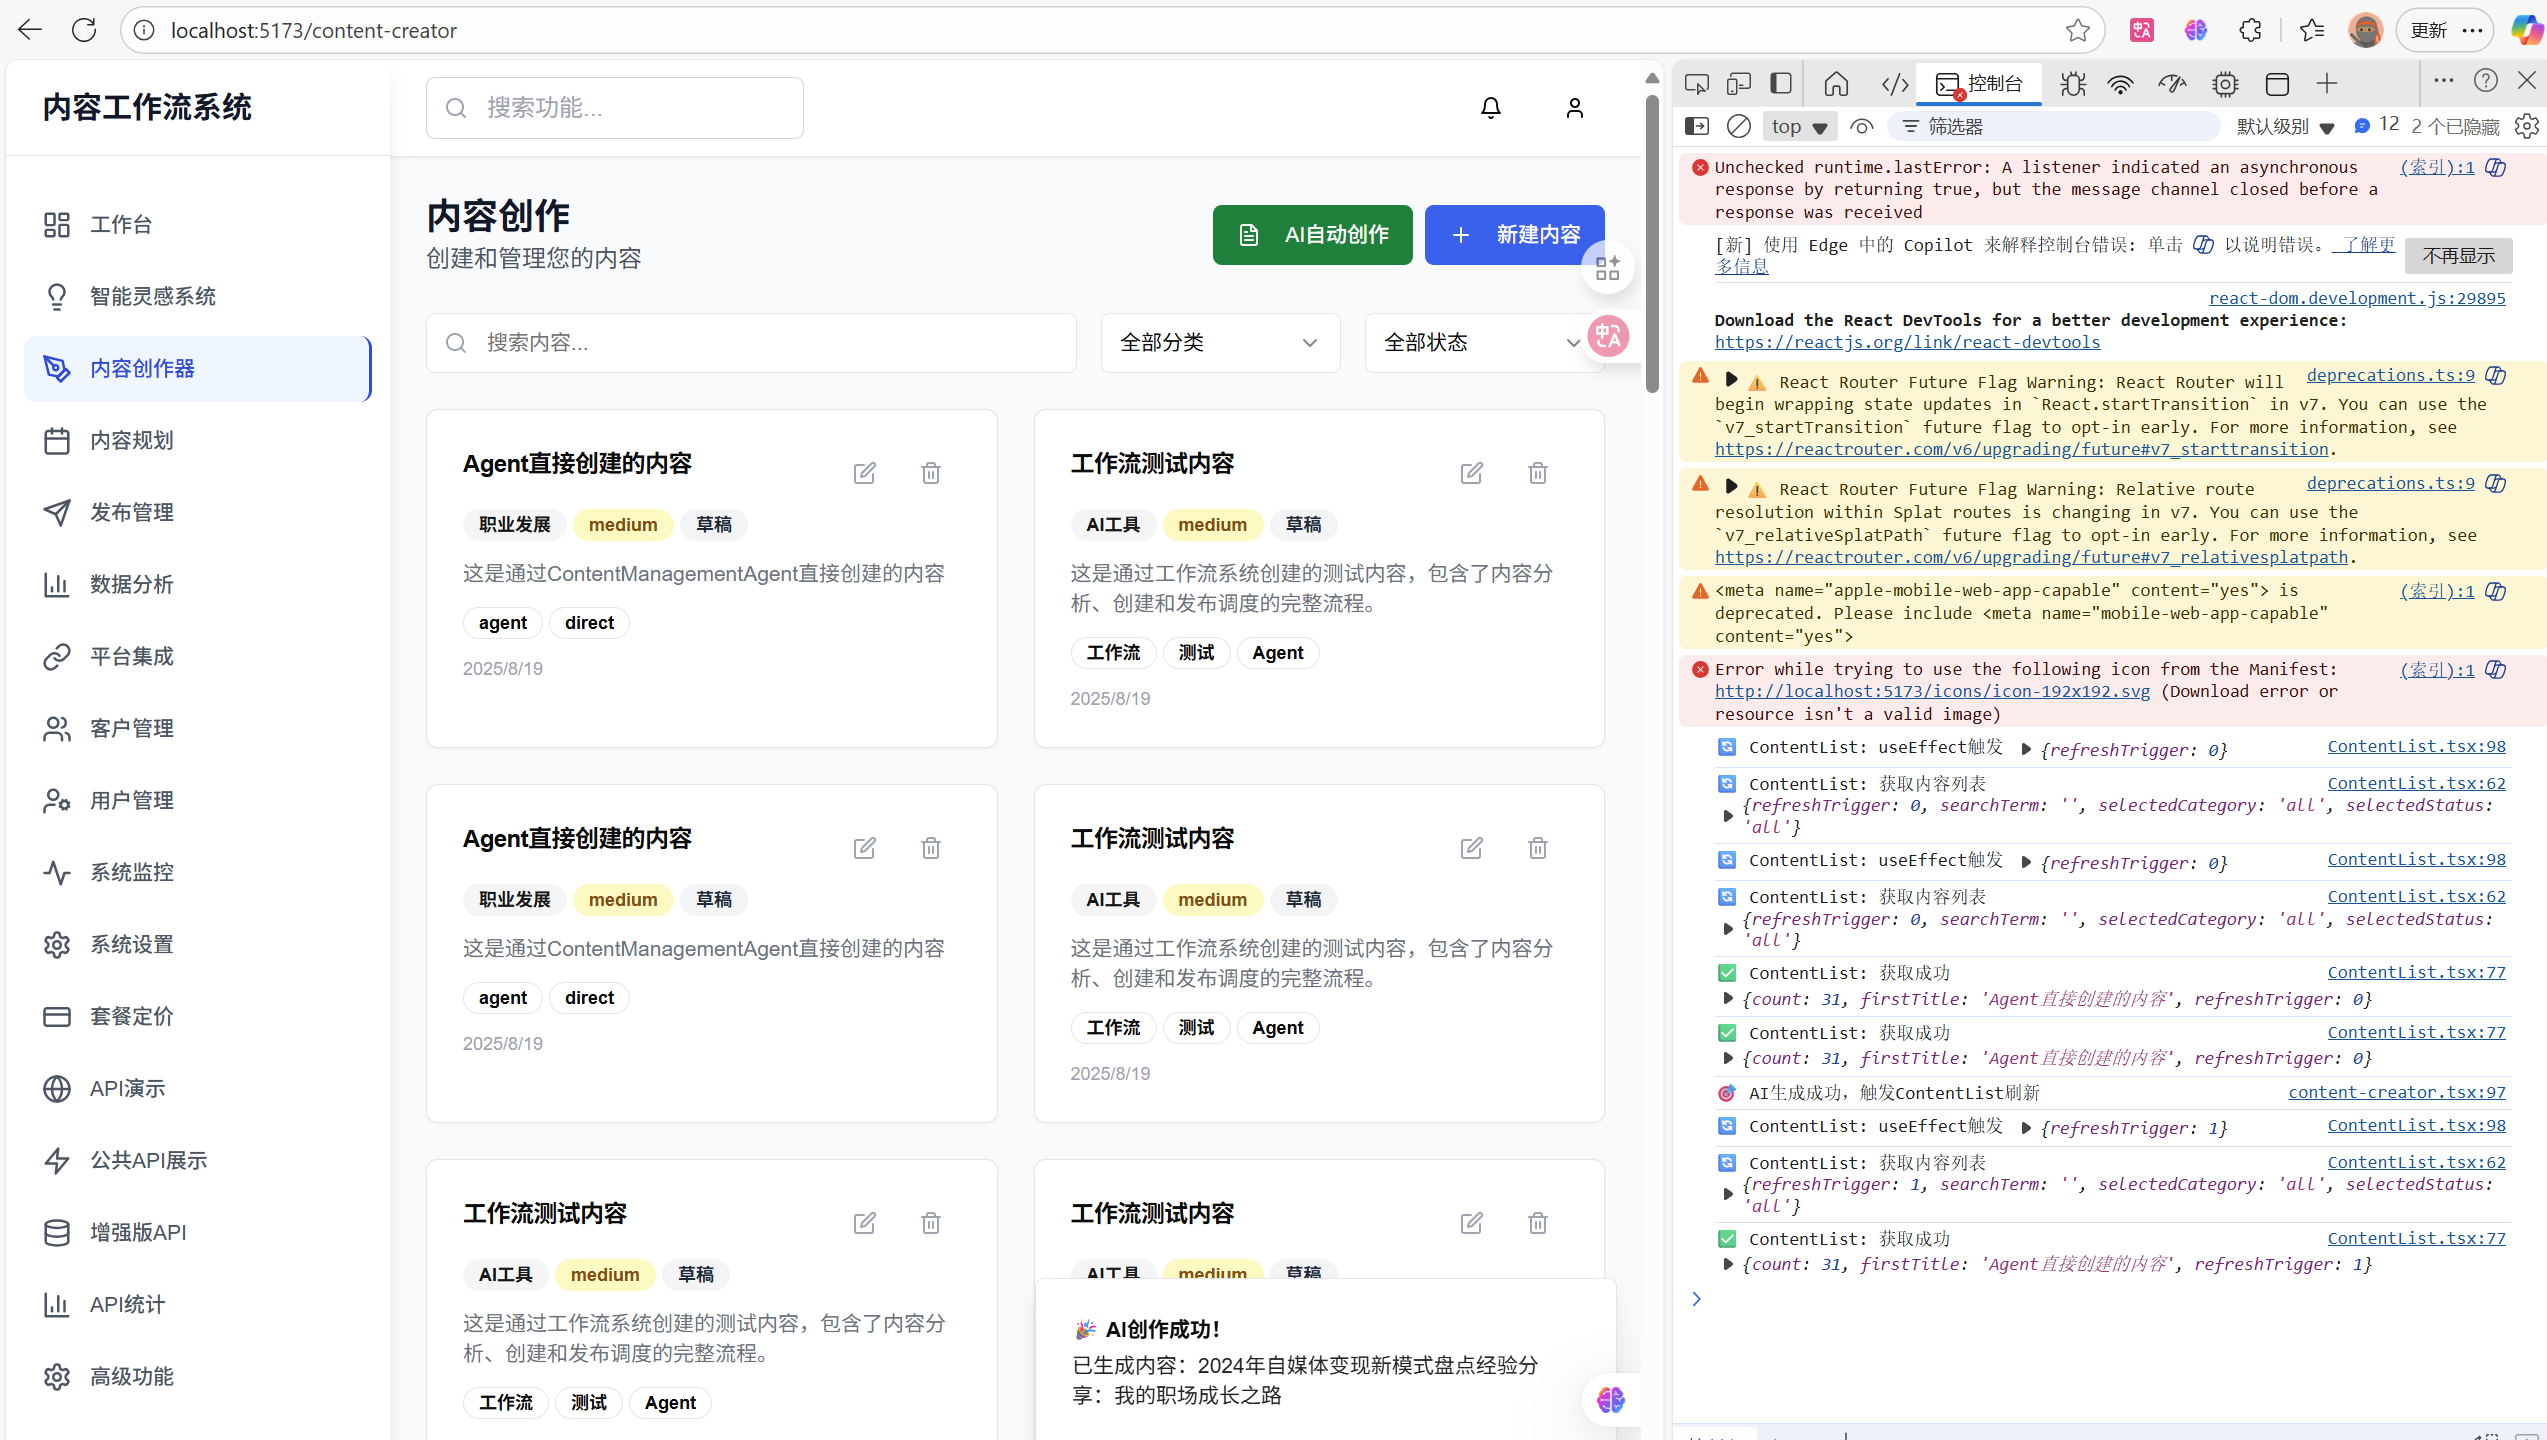 localhost:5173/content-creator
更新
内容工作流系统
工作台
智能灵感系统
内容创作器
内容规划
发布管理
数据分析
平台集成
客户管理
用户管理
系统监控
系统设置
套餐定价
API演示
公共API展示
增强版API
API统计
高级功能
搜索功能...
内容创作
创建和管理您的内容
AI自动创作
新建内容
搜索内容...
全部分类
全部状态
Agent直接创建的内容
职业发展 medium 草稿
这是通过ContentManagementAgent直接创建的内容
agent direct
2025/8/19
工作流测试内容
AI工具 medium 草稿
这是通过工作流系统创建的测试内容，包含了内容分
析、创建和发布调度的完整流程。
工作流 测试 Agent
2025/8/19
Agent直接创建的内容
职业发展 medium 草稿
这是通过ContentManagementAgent直接创建的内容
agent direct
2025/8/19
工作流测试内容
AI工具 medium 草稿
这是通过工作流系统创建的测试内容，包含了内容分
析、创建和发布调度的完整流程。
工作流 测试 Agent
2025/8/19
工作流测试内容
AI工具 medium 草稿
这是通过工作流系统创建的测试内容，包含了内容分
析、创建和发布调度的完整流程。
工作流 测试 Agent
工作流测试内容
AI工具 medium 草稿
🎉 AI创作成功！
已生成内容：2024年自媒体变现新模式盘点经验分
享：我的职场成长之路
控制台
top 筛选器 默认级别 12 2 个已隐藏
Unchecked runtime.lastError: A listener indicated an asynchronous (索引):1
response by returning true, but the message channel closed before a
response was received
[新] 使用 Edge 中的 Copilot 来解释控制台错误: 单击 以说明错误。 了解更
多信息
不再显示
react-dom.development.js:29895
Download the React DevTools for a better development experience:
https://reactjs.org/link/react-devtools
⚠️ React Router Future Flag Warning: React Router will deprecations.ts:9
begin wrapping state updates in `React.startTransition` in v7. You can use the
`v7_startTransition` future flag to opt-in early. For more information, see
https://reactrouter.com/v6/upgrading/future#v7_starttransition.
⚠️ React Router Future Flag Warning: Relative route deprecations.ts:9
resolution within Splat routes is changing in v7. You can use the
`v7_relativeSplatPath` future flag to opt-in early. For more information, see
https://reactrouter.com/v6/upgrading/future#v7_relativesplatpath.
<meta name="apple-mobile-web-app-capable" content="yes"> is (索引):1
deprecated. Please include <meta name="mobile-web-app-capable"
content="yes">
Error while trying to use the following icon from the Manifest: (索引):1
http://localhost:5173/icons/icon-192x192.svg (Download error or
resource isn't a valid image)
🔄 ContentList: useEffect触发 {refreshTrigger: 0} ContentList.tsx:98
🔄 ContentList: 获取内容列表 ContentList.tsx:62
{refreshTrigger: 0, searchTerm: '', selectedCategory: 'all', selectedStatus:
'all'}
🔄 ContentList: useEffect触发 {refreshTrigger: 0} ContentList.tsx:98
🔄 ContentList: 获取内容列表 ContentList.tsx:62
{refreshTrigger: 0, searchTerm: '', selectedCategory: 'all', selectedStatus:
'all'}
✅ ContentList: 获取成功 ContentList.tsx:77
{count: 31, firstTitle: 'Agent直接创建的内容', refreshTrigger: 0}
✅ ContentList: 获取成功 ContentList.tsx:77
{count: 31, firstTitle: 'Agent直接创建的内容', refreshTrigger: 0}
🎯 AI生成成功，触发ContentList刷新 content-creator.tsx:97
🔄 ContentList: useEffect触发 {refreshTrigger: 1} ContentList.tsx:98
🔄 ContentList: 获取内容列表 ContentList.tsx:62
{refreshTrigger: 1, searchTerm: '', selectedCategory: 'all', selectedStatus:
'all'}
✅ ContentList: 获取成功 ContentList.tsx:77
{count: 31, firstTitle: 'Agent直接创建的内容', refreshTrigger: 1}